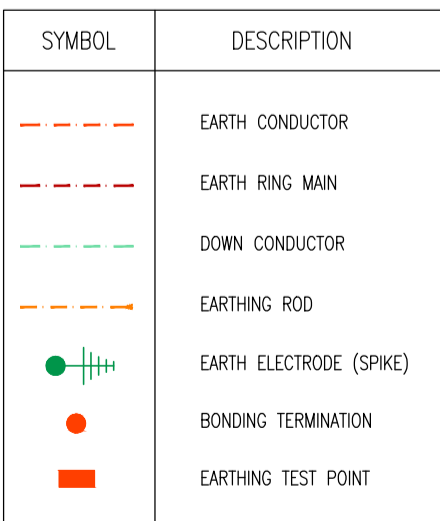 SYMBOL DESCRIPTION
EARTH CONDUCTOR
EARTH RING MAIN
DOWN CONDUCTOR
EARTHING ROD
EARTH ELECTRODE (SPIKE)
BONDING TERMINATION
EARTHING TEST POINT